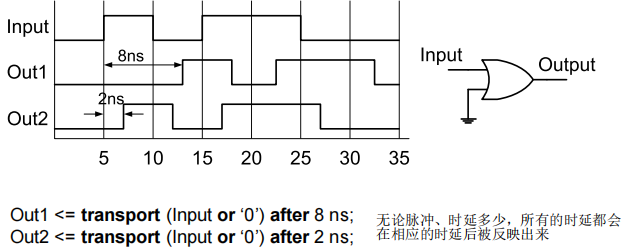 Input
8ns
Out1
2ns
Out2
5 10 15 20 25 30 35
Input
Output
Out1 <= transport (Input or ‘0’) after 8 ns;
Out2 <= transport (Input or ‘0’) after 2 ns;
无论脉冲、时延多少，所有的时延都会
在相应的时延后被反映出来